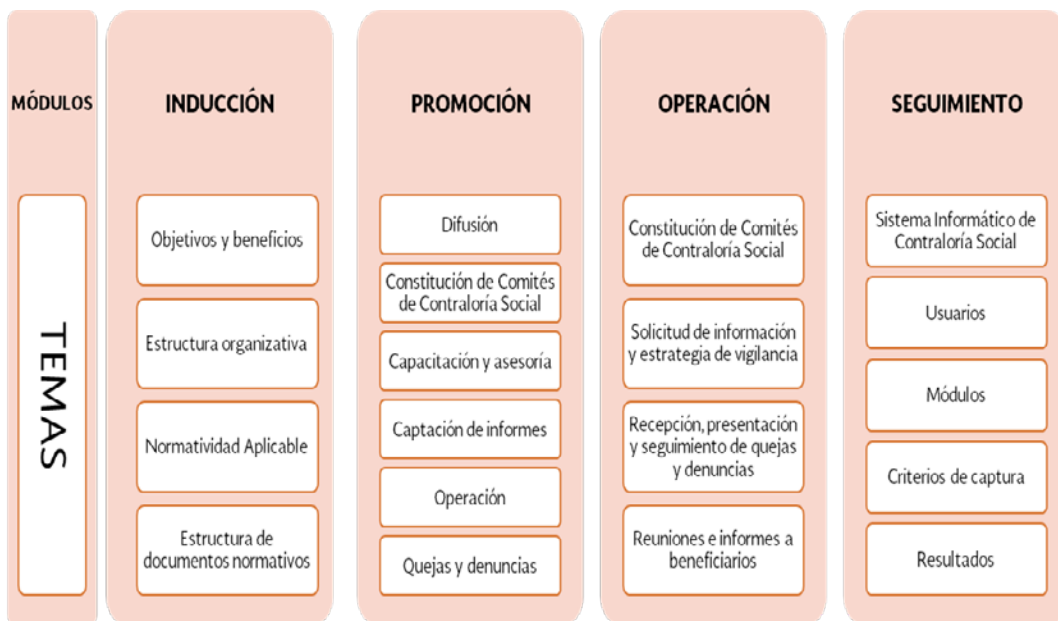 MÓDULOS
INDUCCIÓN
PROMOCIÓN
OPERACIÓN
SEGUIMIENTO
TEMAS
Objetivos y beneficios
Estructura organizativa
Normatividad Aplicable
Estructura de
documentos normativos
Difusión
Constitución de Comités
de Contraloría Social
Capacitación y asesoría
Captación de informes
Operación
Quejas y denuncias
Constitución de Comités
de Contraloría Social
Solicitud de información
y estrategia de vigilancia
Recepción, presentación
y seguimiento de quejas
y denuncias
Reuniones e informes a
beneficiarios
Sistema Informático de
Contraloría Social
Usuarios
Módulos
Criterios de captura
Resultados